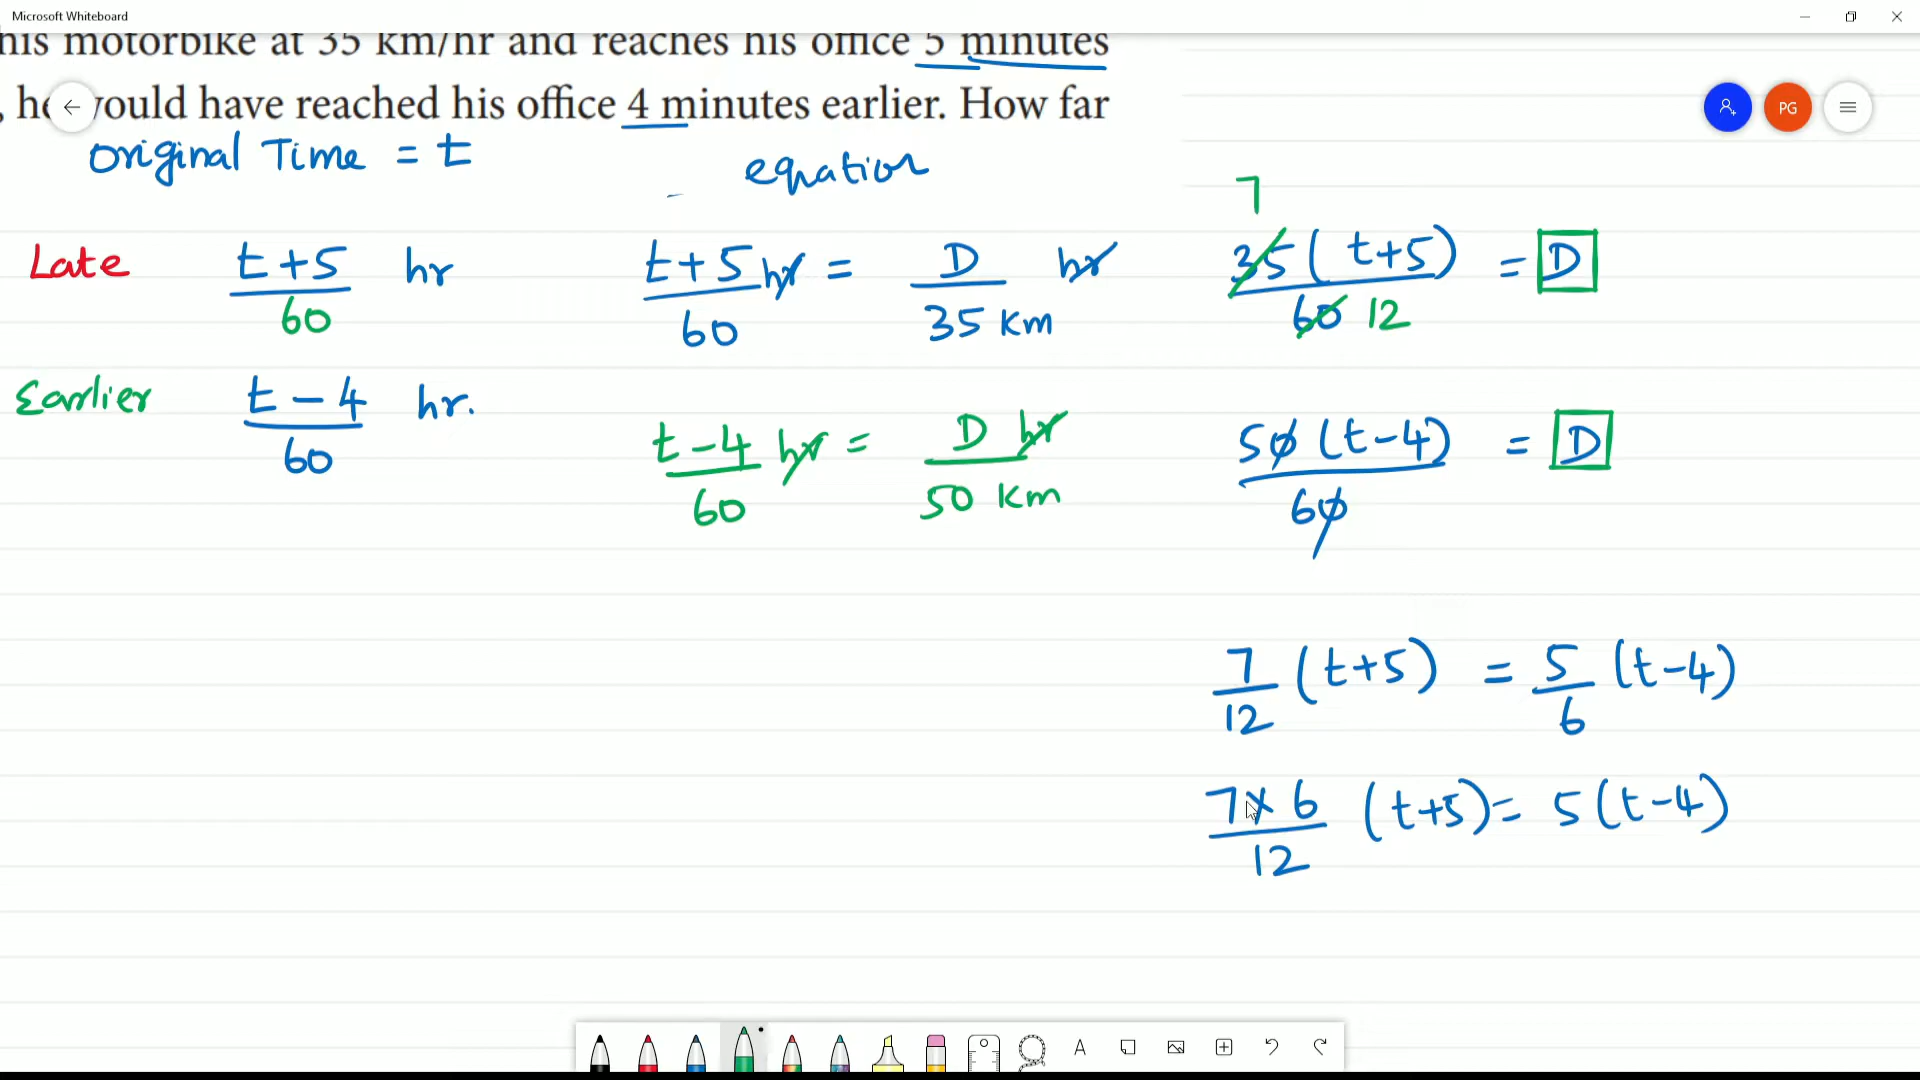 Microsoft Whiteboard
his motorbike at 35 km/hr and reaches his office 5 minutes
, he would have reached his office 4 minutes earlier. How far
PG
Original Time = t
equation
Late t+5/60 hr
t+5/60 hr = D/35 Km hr
7
35(t+5)/60 12 = D
Earlier t-4/60 hr.
t-4/60 hr = D hr/50 Km
50(t-4)/60 = D
7/12 (t+5) = 5/6 (t-4)
7x6/12 (t+5) = 5(t-4)
A